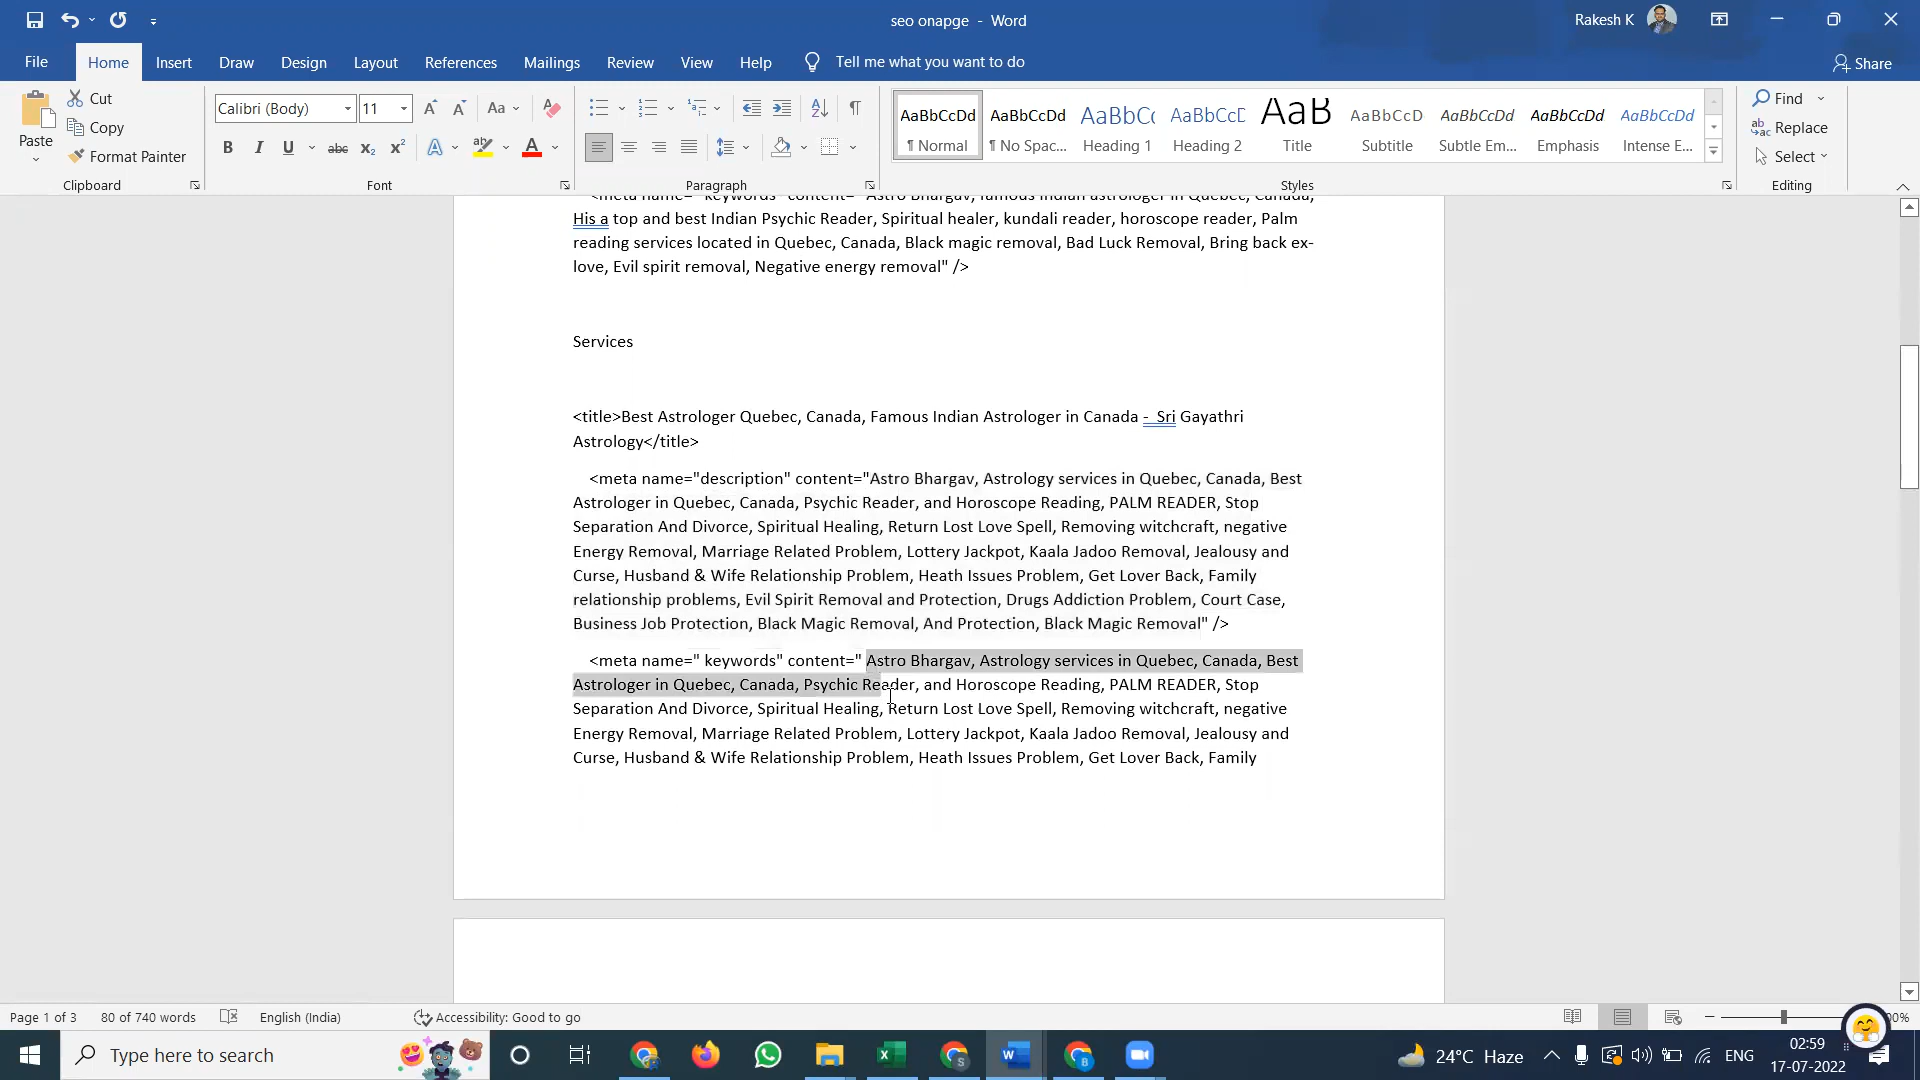 seo onapge - Word
Rakesh K
File Home Insert Draw Design Layout References Mailings Review View Help Tell me what you want to do Share
Paste
Cut
Copy
Format Painter
Clipboard
Calibri (Body) 11
Font
Paragraph
AaBbCcDd AaBbCcDd AaBbCc AaBbCcD AaB AaBbCcD AaBbCcDd AaBbCcDd AaBbCcDd
¶ Normal ¶ No Spac... Heading 1 Heading 2 Title Subtitle Subtle Em... Emphasis Intense E...
Styles
Find
Replace
Select
Editing
<meta name=" keywords" content=" Astro Bhargav, famous Indian astrologer in Quebec, Canada,
His a top and best Indian Psychic Reader, Spiritual healer, kundali reader, horoscope reader, Palm
reading services located in Quebec, Canada, Black magic removal, Bad Luck Removal, Bring back ex-
love, Evil spirit removal, Negative energy removal" />
Services
<title>Best Astrologer Quebec, Canada, Famous Indian Astrologer in Canada -  Sri Gayathri
Astrology</title>
<meta name="description" content="Astro Bhargav, Astrology services in Quebec, Canada, Best
Astrologer in Quebec, Canada, Psychic Reader, and Horoscope Reading, PALM READER, Stop
Separation And Divorce, Spiritual Healing, Return Lost Love Spell, Removing witchcraft, negative
Energy Removal, Marriage Related Problem, Lottery Jackpot, Kaala Jadoo Removal, Jealousy and
Curse, Husband & Wife Relationship Problem, Heath Issues Problem, Get Lover Back, Family
relationship problems, Evil Spirit Removal and Protection, Drugs Addiction Problem, Court Case,
Business Job Protection, Black Magic Removal, And Protection, Black Magic Removal" />
<meta name=" keywords" content=" Astro Bhargav, Astrology services in Quebec, Canada, Best
Astrologer in Quebec, Canada, Psychic Reader, and Horoscope Reading, PALM READER, Stop
Separation And Divorce, Spiritual Healing, Return Lost Love Spell, Removing witchcraft, negative
Energy Removal, Marriage Related Problem, Lottery Jackpot, Kaala Jadoo Removal, Jealousy and
Curse, Husband & Wife Relationship Problem, Heath Issues Problem, Get Lover Back, Family
Page 1 of 3 80 of 740 words English (India) Accessibility: Good to go
Type here to search
24°C Haze
ENG
02:59
17-07-2022